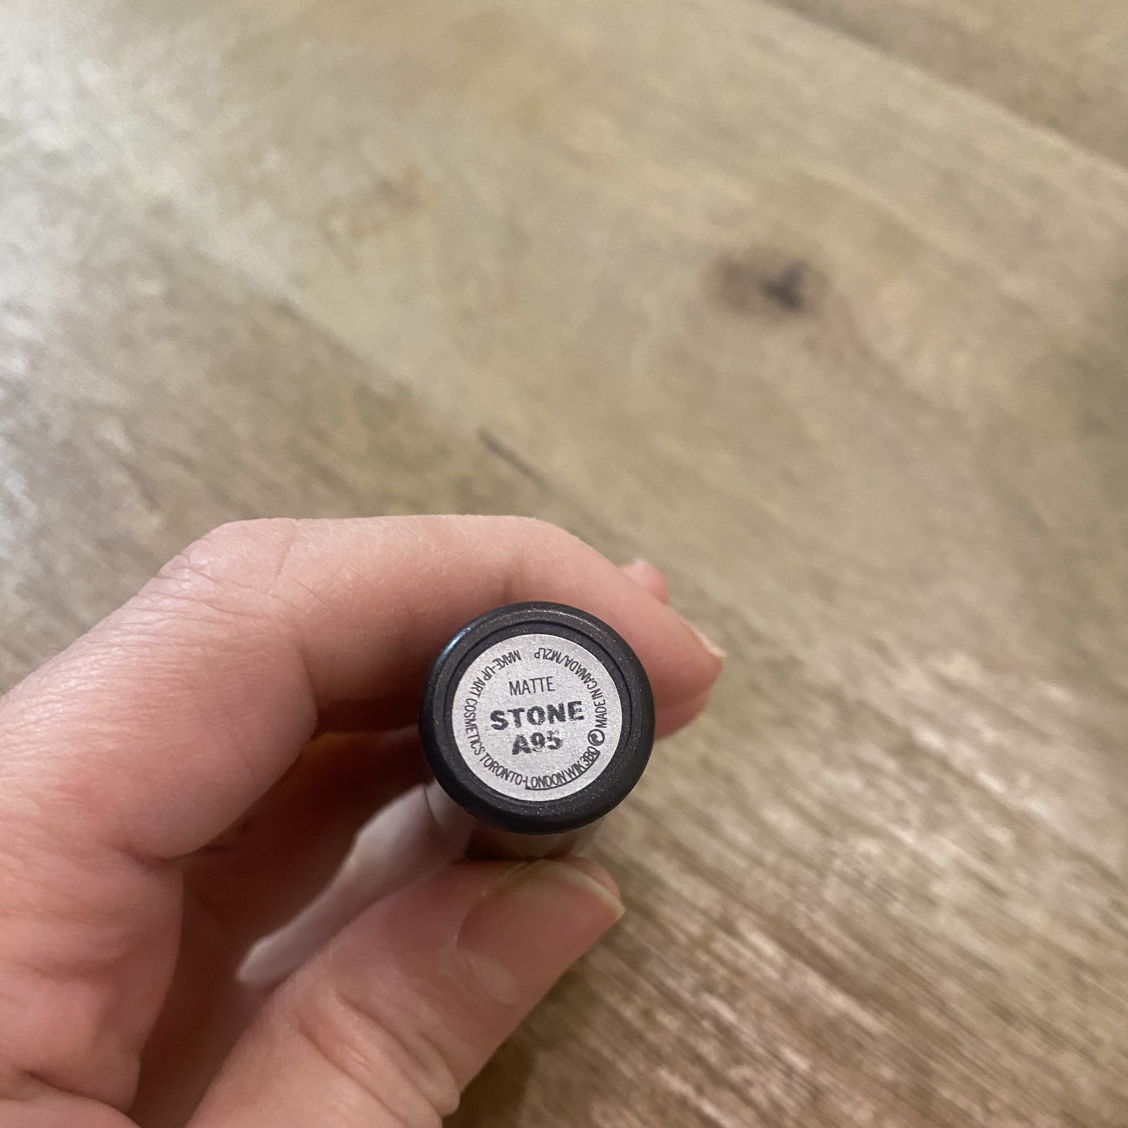 MATTE
STONE
A95
MAKE-UP ART COSMETICS TORONTO-LONDON W1K 3BD MADE IN CANADA/MZLP